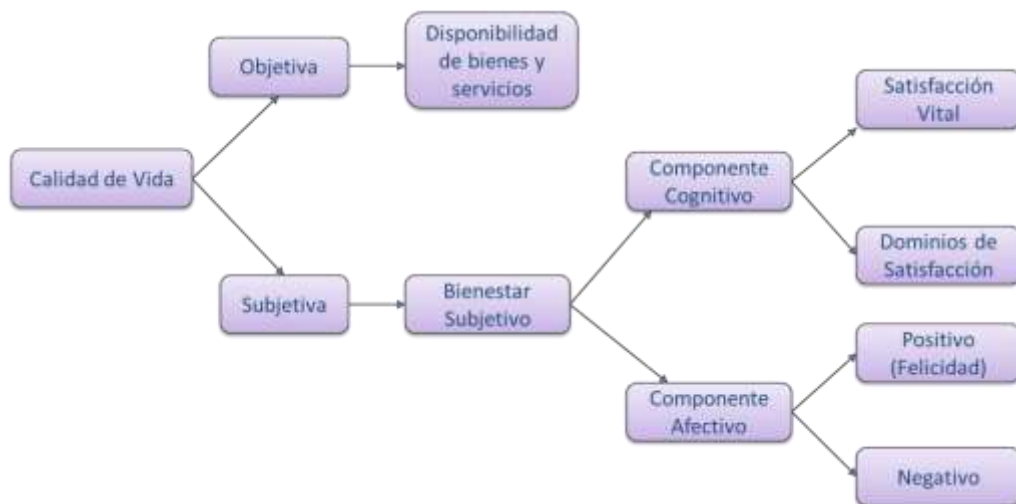 Calidad de Vida
Objetiva
Disponibilidad
de bienes y
servicios
Subjetiva
Bienestar
Subjetivo
Componente
Cognitivo
Satisfacción
Vital
Dominios de
Satisfacción
Componente
Afectivo
Positivo
(Felicidad)
Negativo